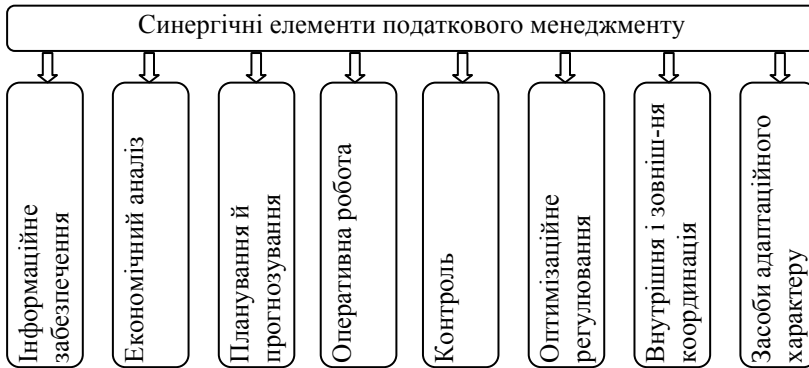 Синергічні елементи податкового менеджменту
Інформаційне
забезпечення
Економічний аналіз
Планування й
прогнозування
Оперативна робота
Контроль
Оптимізаційне
регулювання
Внутрішня і зовніш-ня
координація
Засоби адаптаційного
характеру